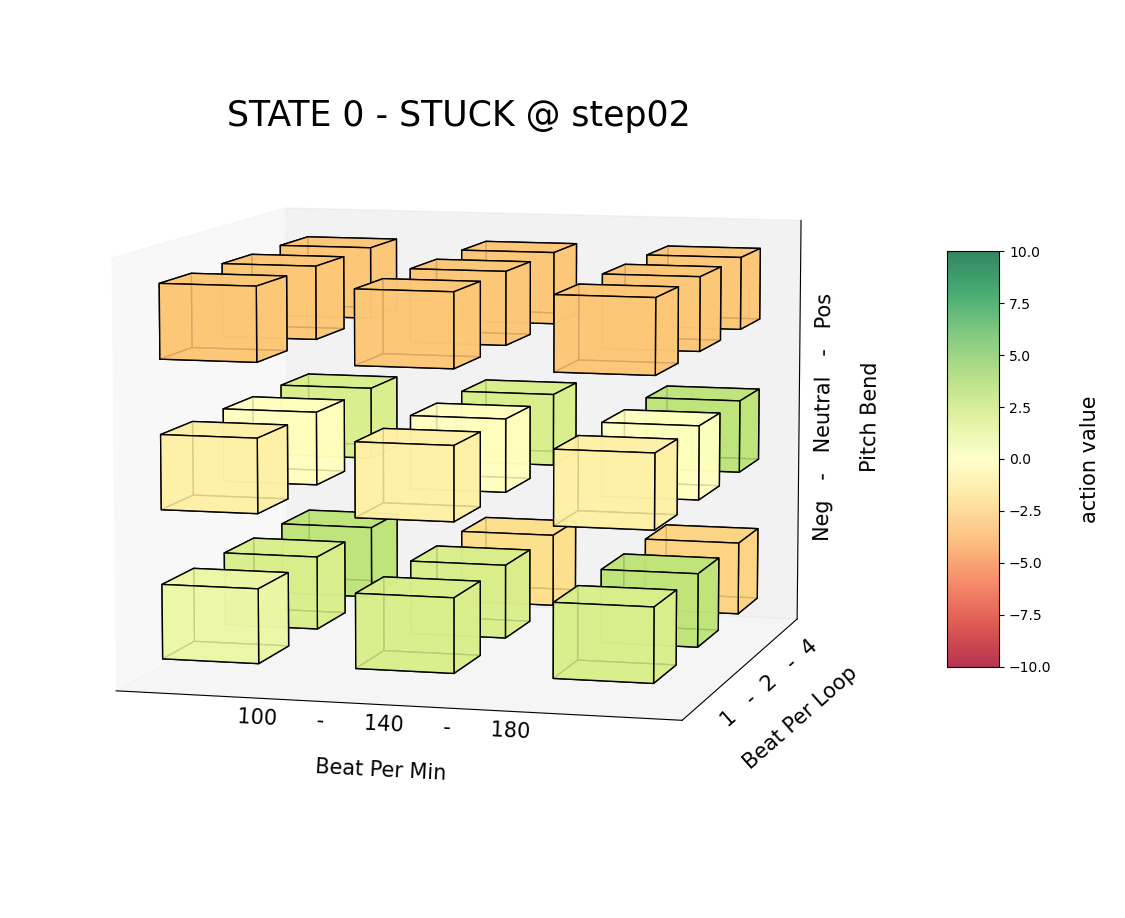 STATE 0 - STUCK @ step02
100 - 140 - 180
Beat Per Min
1 - 2 - 4
Beat Per Loop
Neg - Neutral - Pos
Pitch Bend
10.0
7.5
5.0
2.5
0.0
−2.5
−5.0
−7.5
−10.0
action value